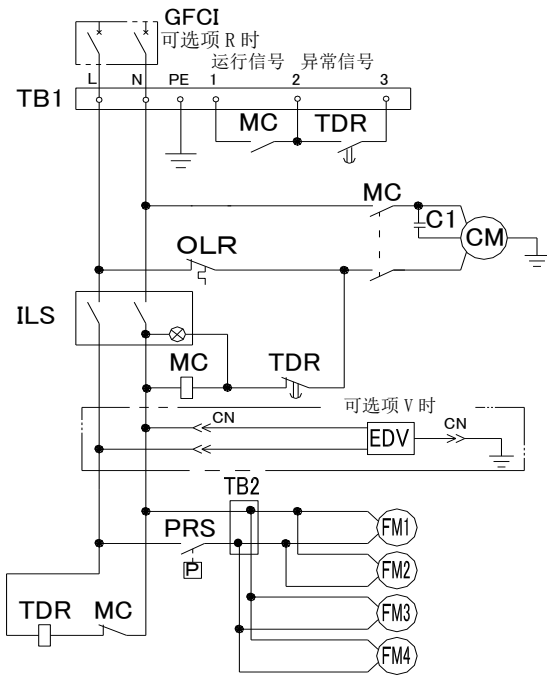 GFCI
可选项 R 时
运行信号 异常信号
L N PE 1 2 3
TB1
MC TDR
MC
C1
CM
OLR
ILS
MC TDR
可选项 V 时
CN CN
EDV
TB2
PRS FM1
P
FM2
TDR MC FM3
FM4